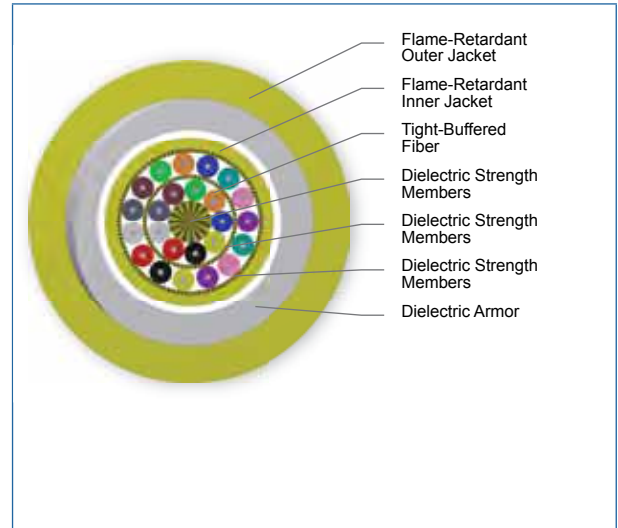 Flame-Retardant
Outer Jacket
Flame-Retardant
Inner Jacket
Tight-Buffered
Fiber
Dielectric Strength
Members
Dielectric Strength
Members
Dielectric Strength
Members
Dielectric Armor